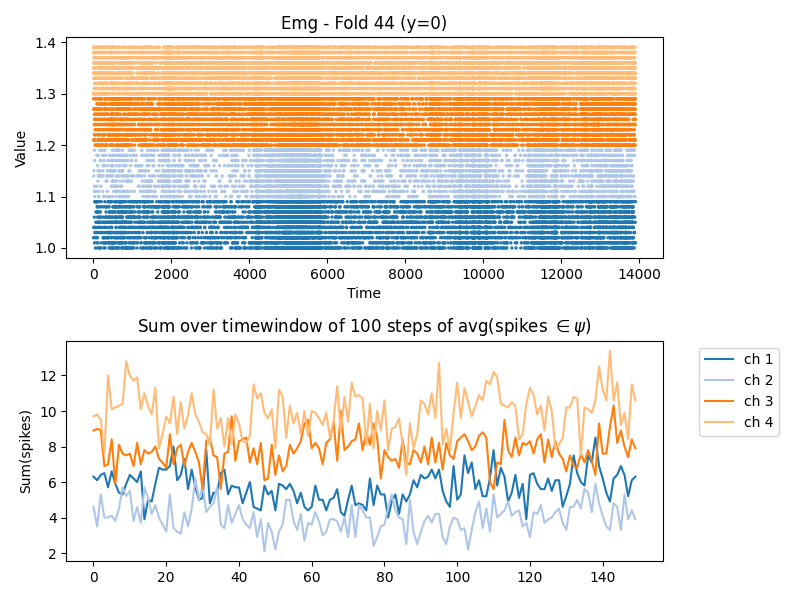 Emg - Fold 44 (y=0)
1.4
1.3
1.2
1.1
1.0
Value
0 2000 4000 6000 8000 10000 12000 14000
Time
Sum over timewindow of 100 steps of avg(spikes ∈ ψ)
12
10
8
6
4
2
Sum(spikes)
0 20 40 60 80 100 120 140
ch 1
ch 2
ch 3
ch 4